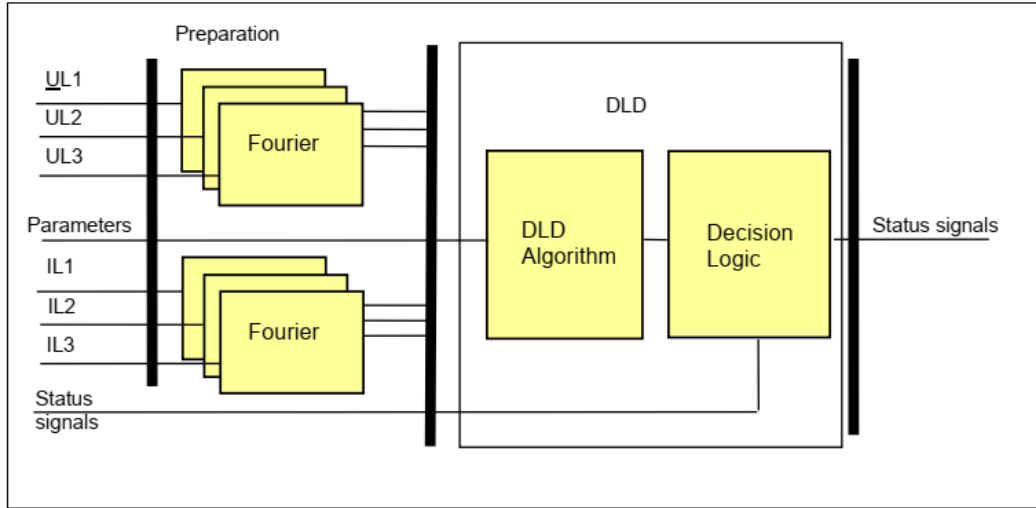 Preparation
UL1
UL2
UL3
Fourier
DLD
Parameters
DLD
Algorithm
Decision
Logic
Status signals
IL1
IL2
IL3
Fourier
Status
signals